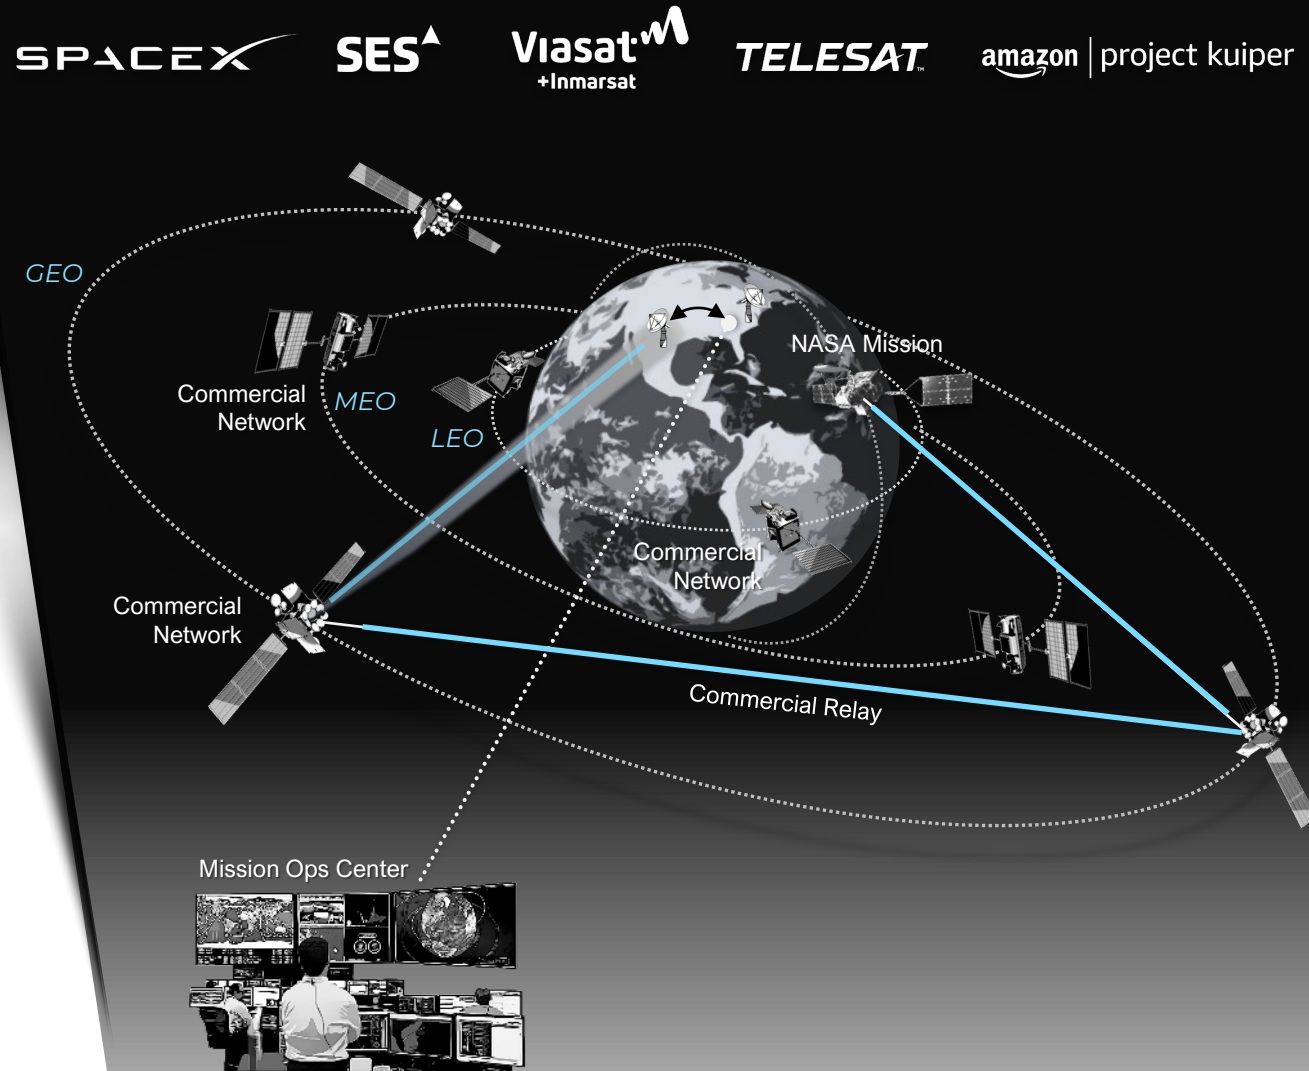 SPACEX
SES
Viasat
+Inmarsat
TELESAT™
amazon | project kuiper
GEO
NASA Mission
Commercial
Network
MEO
LEO
Commercial
Network
Commercial
Network
Commercial Relay
Mission Ops Center